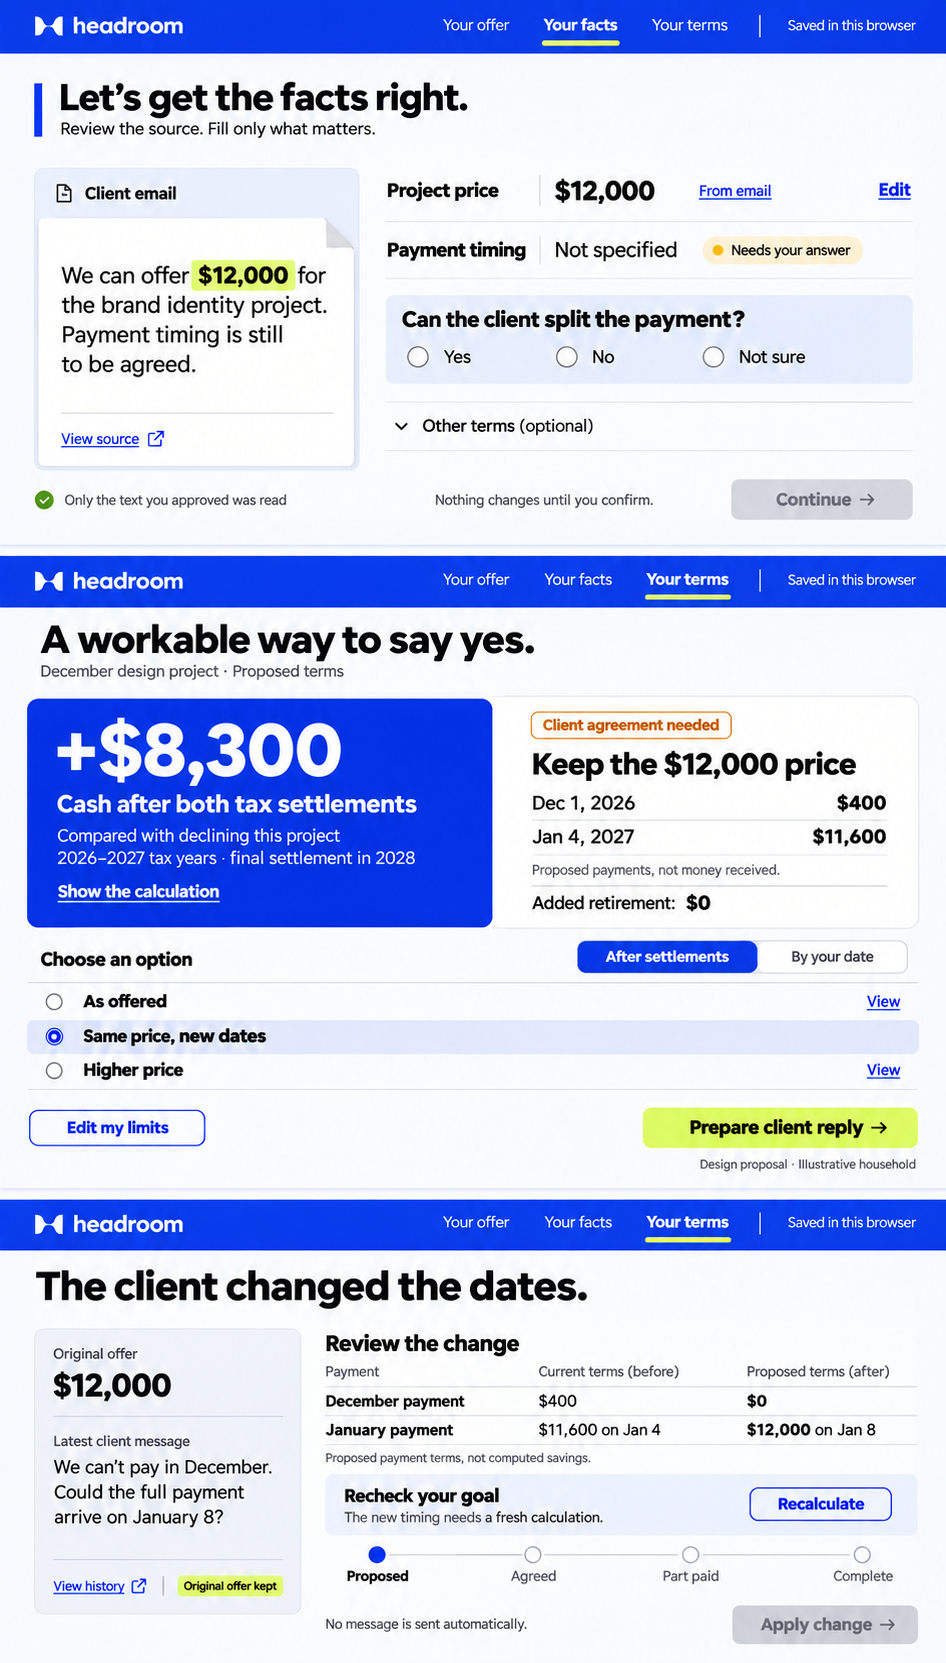 headroom
Your offer
Your facts
Your terms
Saved in this browser
Let's get the facts right.
Review the source. Fill only what matters.
Client email
We can offer $12,000 for
the brand identity project.
Payment timing is still
to be agreed.
View source
Project price
$12,000
From email
Edit
Payment timing
Not specified
Needs your answer
Can the client split the payment?
Yes
No
Not sure
Other terms (optional)
Only the text you approved was read
Nothing changes until you confirm.
Continue →
headroom
Your offer
Your facts
Your terms
Saved in this browser
A workable way to say yes.
December design project · Proposed terms
+$8,300
Cash after both tax settlements
Compared with declining this project
2026–2027 tax years · final settlement in 2028
Show the calculation
Client agreement needed
Keep the $12,000 price
Dec 1, 2026 $400
Jan 4, 2027 $11,600
Proposed payments, not money received.
Added retirement: $0
Choose an option
After settlements
By your date
As offered
View
Same price, new dates
Higher price
View
Edit my limits
Prepare client reply →
Design proposal · Illustrative household
headroom
Your offer
Your facts
Your terms
Saved in this browser
The client changed the dates.
Original offer
$12,000
Latest client message
We can't pay in December.
Could the full payment
arrive on January 8?
View history
Original offer kept
Review the change
Payment Current terms (before) Proposed terms (after)
December payment $400 $0
January payment $11,600 on Jan 4 $12,000 on Jan 8
Proposed payment terms, not computed savings.
Recheck your goal
The new timing needs a fresh calculation.
Recalculate
Proposed
Agreed
Part paid
Complete
No message is sent automatically.
Apply change →